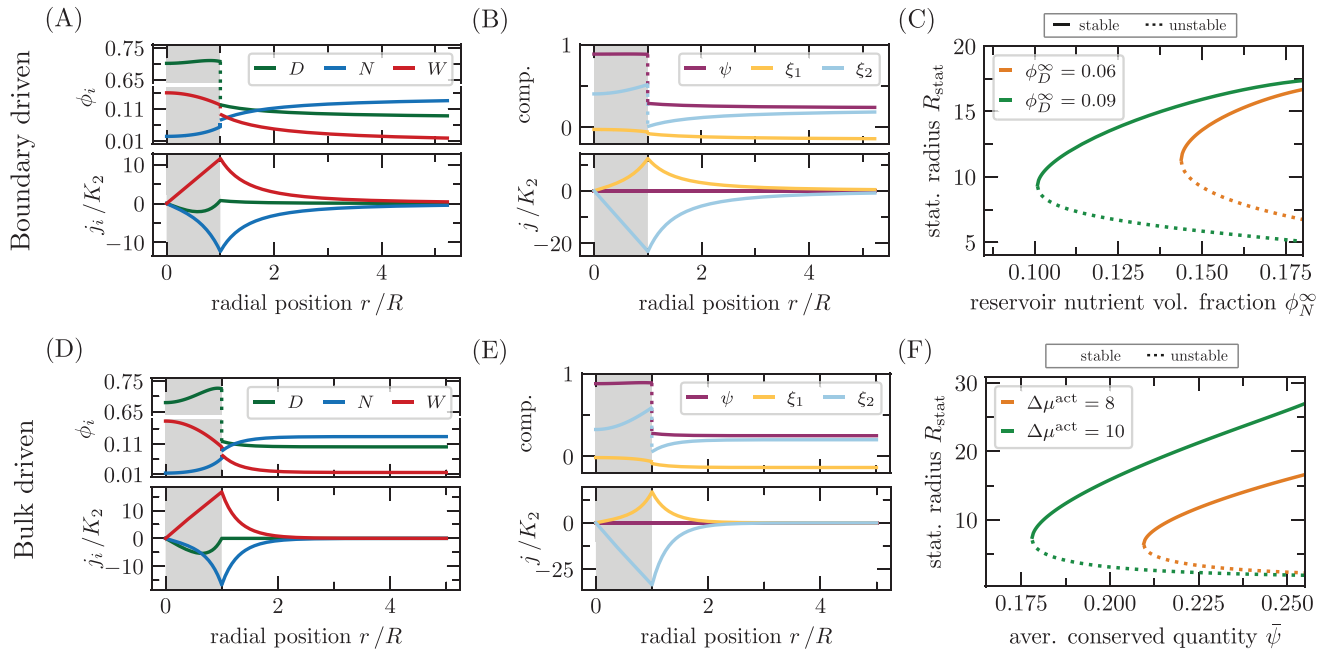 Boundary driven
(A)
0.75
0.65
0.11
0.01
ϕ_i
D N W
10
0
−10
j_i/K_2
0 2 4
radial position r/R
(B)
1
0
comp.
ψ ξ_1 ξ_2
0
−20
j/K_2
0 2 4
radial position r/R
(C)
stable unstable
20
15
10
5
stat. radius R_stat
ϕ_D^∞ = 0.06
ϕ_D^∞ = 0.09
0.100 0.125 0.150 0.175
reservoir nutrient vol. fraction ϕ_N^∞
Bulk driven
(D)
0.75
0.65
0.11
0.01
ϕ_i
D N W
10
0
−10
j_i/K_2
0 2 4
radial position r/R
(E)
1
0
comp.
ψ ξ_1 ξ_2
0
−25
j/K_2
0 2 4
radial position r/R
(F)
stable unstable
30
20
10
stat. radius R_stat
Δμ^act = 8
Δμ^act = 10
0.175 0.200 0.225 0.250
aver. conserved quantity ψ̄